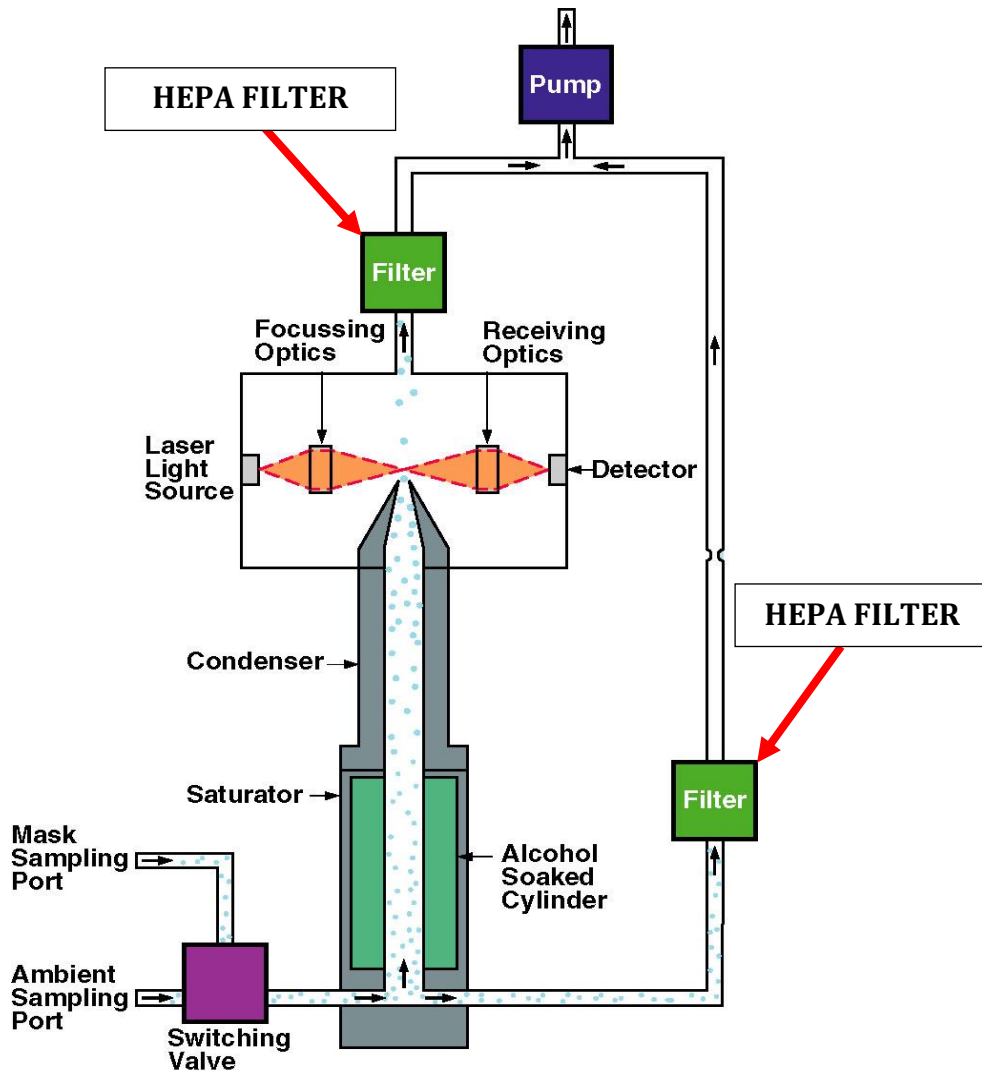 Pump
HEPA FILTER
Filter
Focussing
Optics
Receiving
Optics
Laser
Light
Source
Detector
HEPA FILTER
Condenser
Saturator
Filter
Mask
Sampling
Port
Alcohol
Soaked
Cylinder
Ambient
Sampling
Port
Switching
Valve